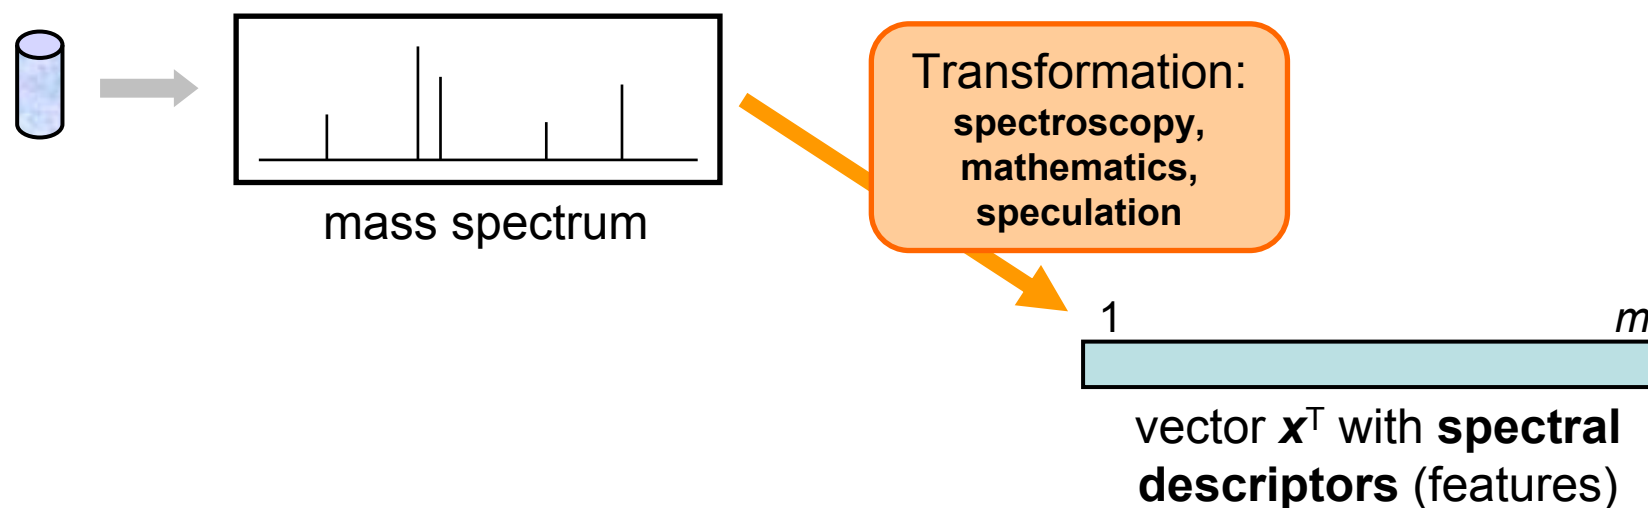 Transformation:
spectroscopy,
mathematics,
speculation
mass spectrum
1 m
vector xᵀ with spectral
descriptors (features)